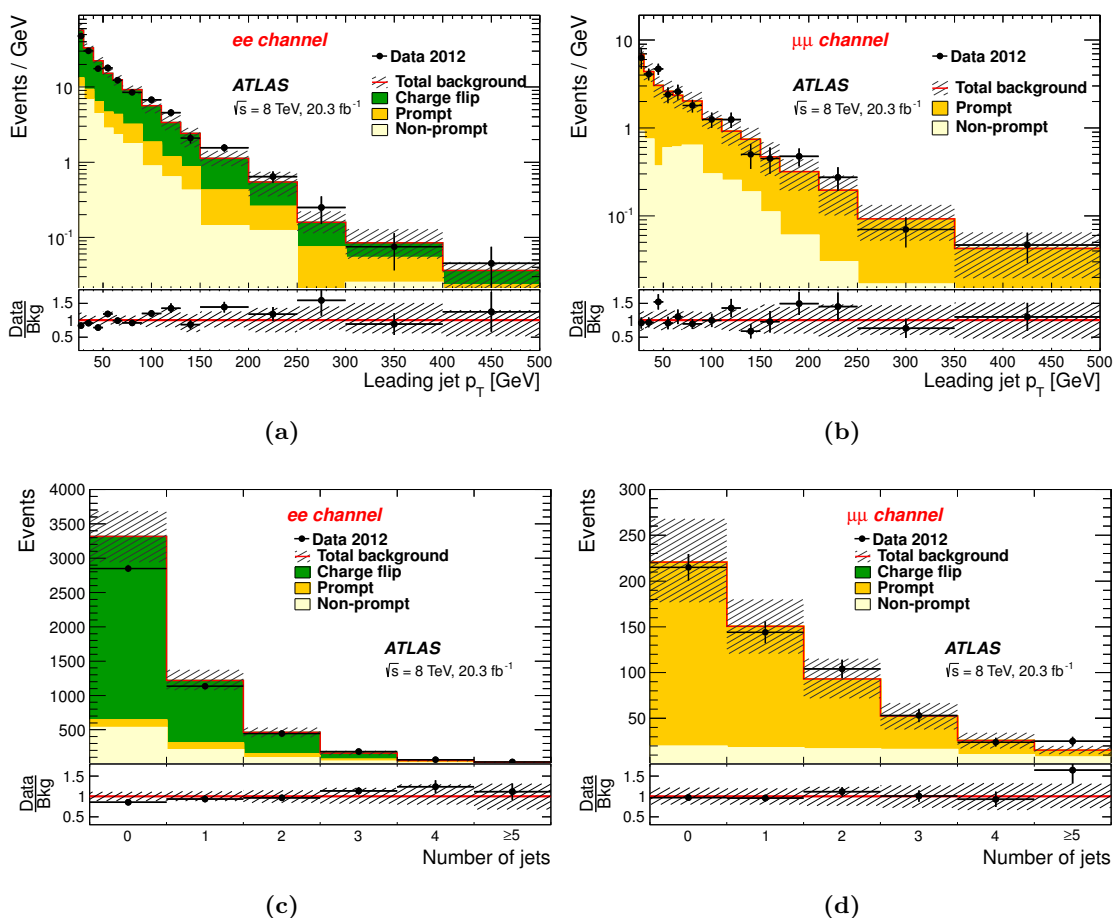 ee channel
Data 2012
Total background
Charge flip
Prompt
Non-prompt
ATLAS
√s = 8 TeV, 20.3 fb⁻¹
Events / GeV
10
1
10⁻¹
Data
Bkg
1.5
1
0.5
50 100 150 200 250 300 350 400 450 500
Leading jet p_T [GeV]
(a)
μμ channel
Data 2012
Total background
Prompt
Non-prompt
ATLAS
√s = 8 TeV, 20.3 fb⁻¹
Events / GeV
10
1
10⁻¹
Data
Bkg
1.5
1
0.5
50 100 150 200 250 300 350 400 450 500
Leading jet p_T [GeV]
(b)
ee channel
Data 2012
Total background
Charge flip
Prompt
Non-prompt
ATLAS
√s = 8 TeV, 20.3 fb⁻¹
Events
4000
3500
3000
2500
2000
1500
1000
500
Data
Bkg
1.5
1
0.5
0 1 2 3 4 ≥5
Number of jets
(c)
μμ channel
Data 2012
Total background
Prompt
Non-prompt
ATLAS
√s = 8 TeV, 20.3 fb⁻¹
Events
300
250
200
150
100
50
Data
Bkg
1.5
1
0.5
0 1 2 3 4 ≥5
Number of jets
(d)